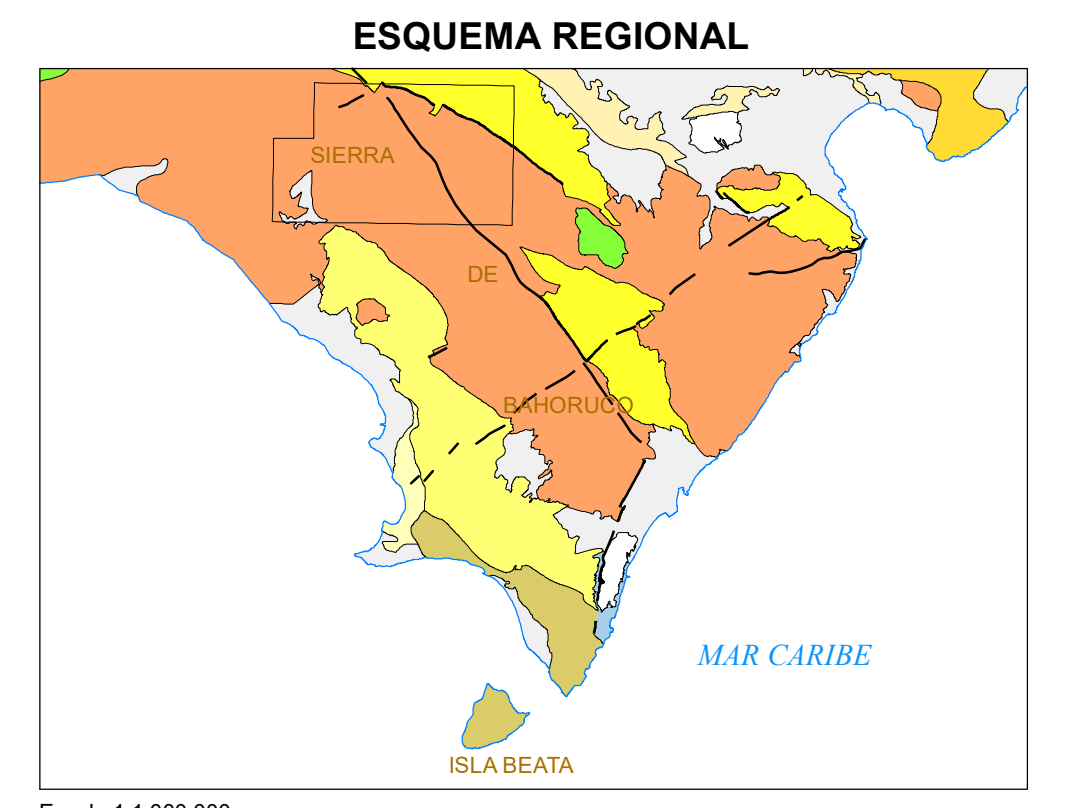 ESQUEMA REGIONAL
SIERRA
DE
BAHORUCO
MAR CARIBE
ISLA BEATA